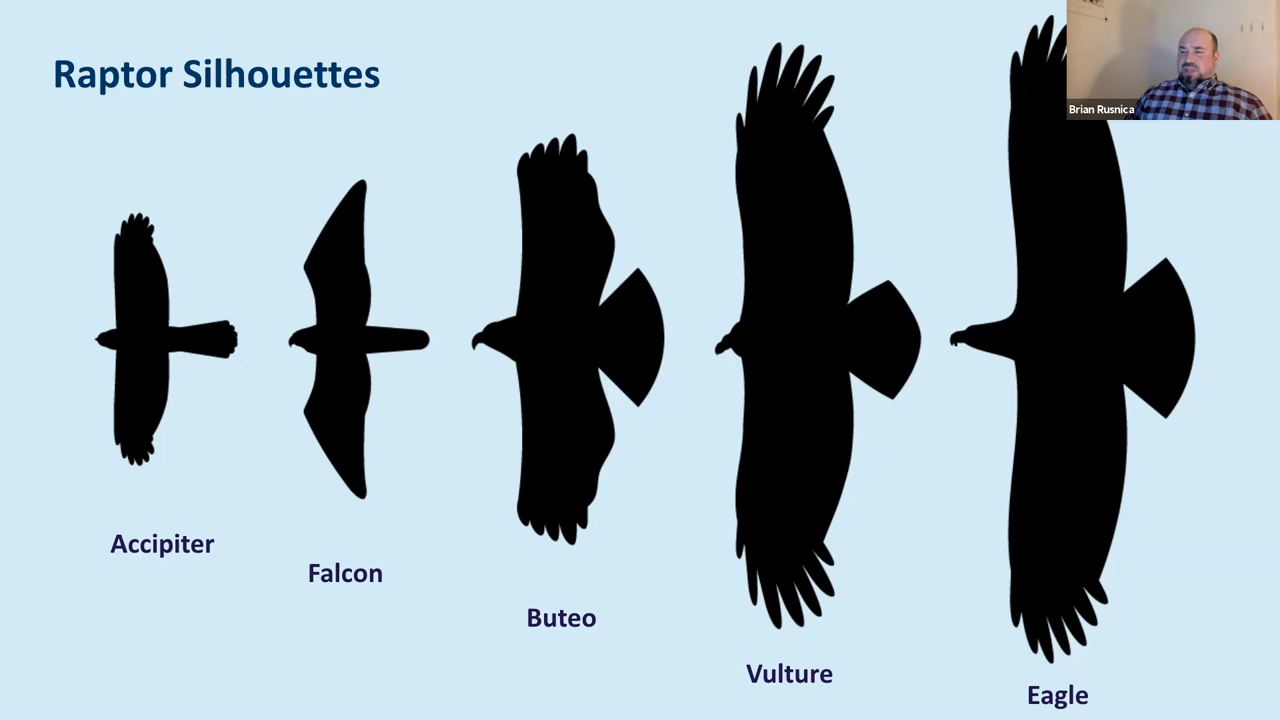 Raptor Silhouettes
Brian Rusnica
Accipiter
Falcon
Buteo
Vulture
Eagle